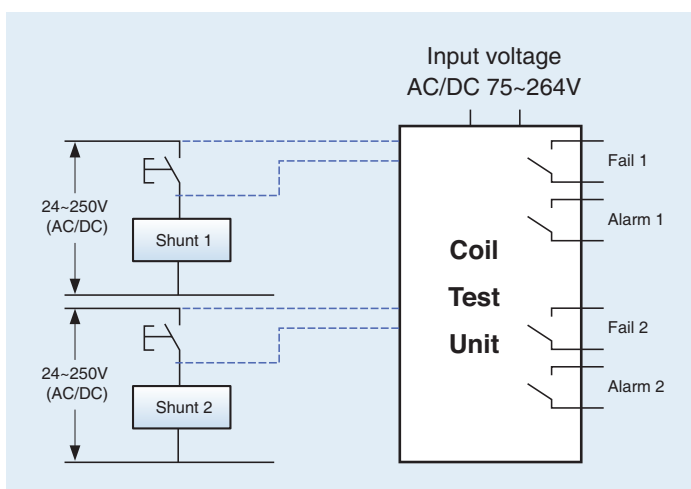 Input voltage
AC/DC 75~264V
24~250V
(AC/DC)
Shunt 1
Fail 1
Alarm 1
Coil
Test
Unit
24~250V
(AC/DC)
Shunt 2
Fail 2
Alarm 2